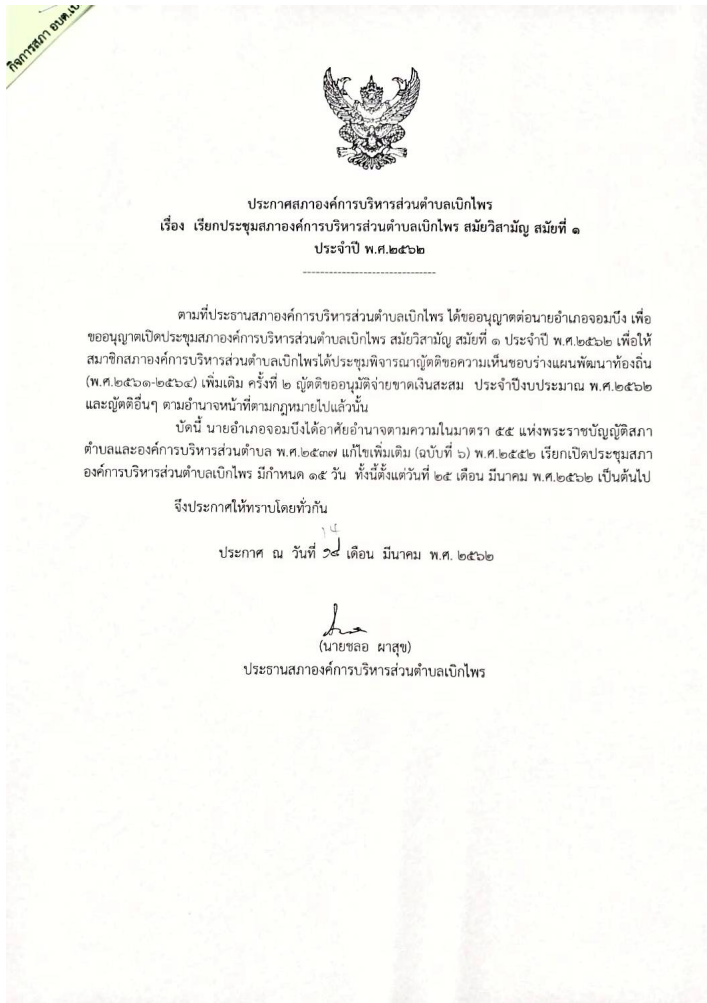 กิจการสภา อบต.เบ
ประกาศสภาองค์การบริหารส่วนตำบลเบิกไพร
เรื่อง เรียกประชุมสภาองค์การบริหารส่วนตำบลเบิกไพร สมัยวิสามัญ สมัยที่ ๑
ประจำปี พ.ศ.๒๕๖๒
-------------------------------
ตามที่ประธานสภาองค์การบริหารส่วนตำบลเบิกไพร ได้ขออนุญาตต่อนายอำเภอจอมบึง เพื่อ
ขออนุญาตเปิดประชุมสภาองค์การบริหารส่วนตำบลเบิกไพร สมัยวิสามัญ สมัยที่ ๑ ประจำปี พ.ศ.๒๕๖๒ เพื่อให้
สมาชิกสภาองค์การบริหารส่วนตำบลเบิกไพรได้ประชุมพิจารณาญัตติขอความเห็นชอบร่างแผนพัฒนาท้องถิ่น
(พ.ศ.๒๕๖๑-๒๕๖๔) เพิ่มเติม ครั้งที่ ๒ ญัตติขออนุมัติจ่ายขาดเงินสะสม ประจำปีงบประมาณ พ.ศ.๒๕๖๒
และญัตติอื่นๆ ตามอำนาจหน้าที่ตามกฎหมายไปแล้วนั้น
บัดนี้ นายอำเภอจอมบึงได้อาศัยอำนาจตามความในมาตรา ๕๕ แห่งพระราชบัญญัติสภา
ตำบลและองค์การบริหารส่วนตำบล พ.ศ.๒๕๓๗ แก้ไขเพิ่มเติม (ฉบับที่ ๖) พ.ศ.๒๕๕๒ เรียกเปิดประชุมสภา
องค์การบริหารส่วนตำบลเบิกไพร มีกำหนด ๑๕ วัน ทั้งนี้ตั้งแต่วันที่ ๒๕ เดือน มีนาคม พ.ศ.๒๕๖๒ เป็นต้นไป
จึงประกาศให้ทราบโดยทั่วกัน
ประกาศ ณ วันที่ เดือน มีนาคม พ.ศ. ๒๕๖๒
(นายชลอ ผาสุข)
ประธานสภาองค์การบริหารส่วนตำบลเบิกไพร